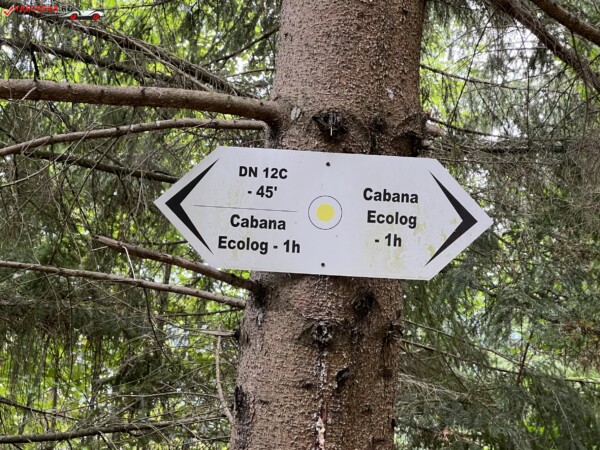 DN 12C
- 45'
Cabana
Ecolog - 1h
Cabana
Ecolog
- 1h